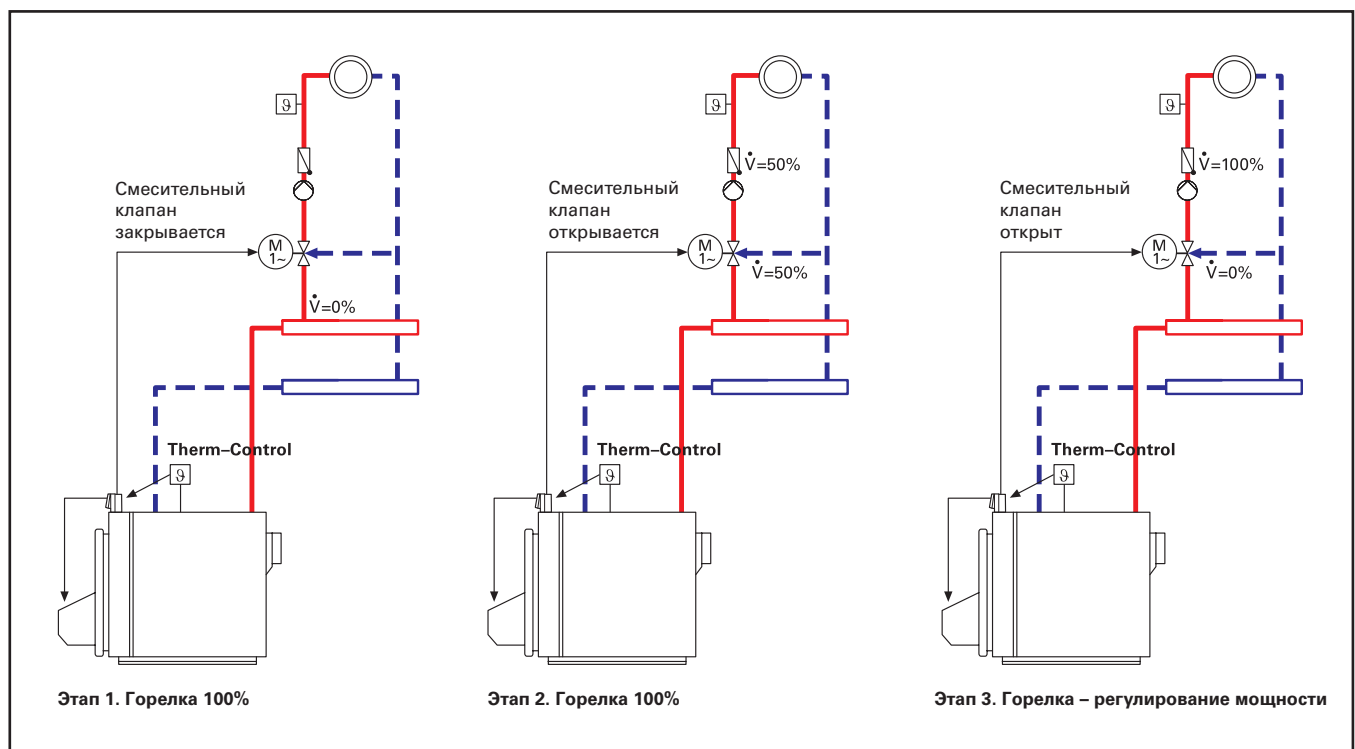 ϑ
Смесительный
клапан
закрывается
M
1~
V̇=0%
Therm–Control
ϑ
Этап 1. Горелка 100%
ϑ
V̇=50%
Смесительный
клапан
открывается
M
1~
V̇=50%
Therm–Control
ϑ
Этап 2. Горелка 100%
ϑ
V̇=100%
Смесительный
клапан
открыт
M
1~
V̇=0%
Therm–Control
ϑ
Этап 3. Горелка – регулирование мощности